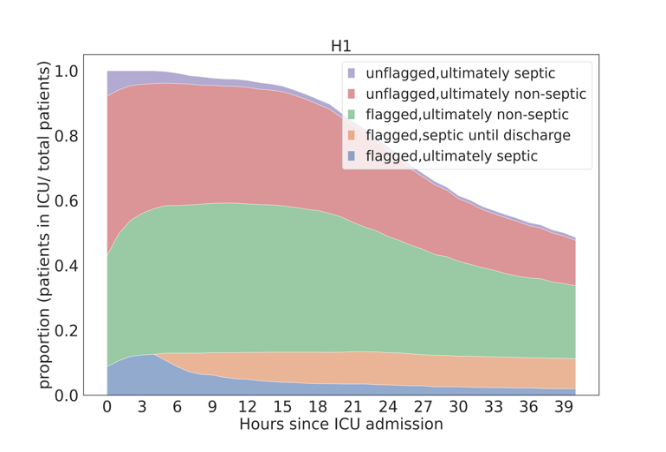 H1
proportion (patients in ICU/ total patients)
1.0
0.8
0.6
0.4
0.2
0.0
unflagged,ultimately septic
unflagged,ultimately non-septic
flagged,ultimately non-septic
flagged,septic until discharge
flagged,ultimately septic
0 3 6 9 12 15 18 21 24 27 30 33 36 39
Hours since ICU admission